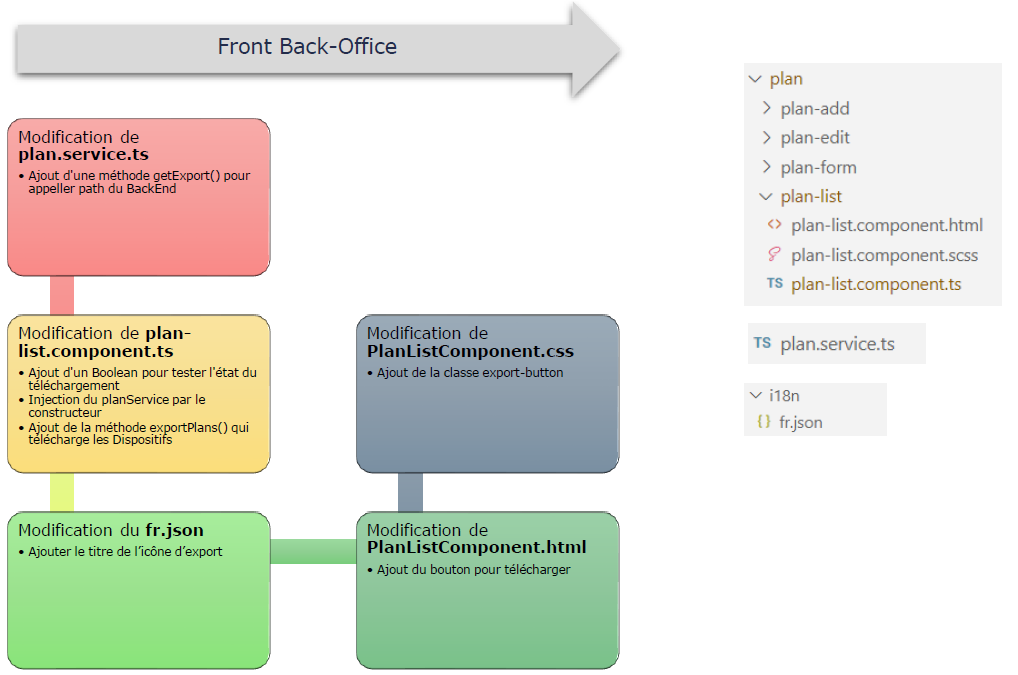 Front Back-Office
Modification de
plan.service.ts
• Ajout d'une méthode getExport() pour
appeller path du BackEnd
Modification de plan-
list.component.ts
• Ajout d'un Boolean pour tester l'état du
téléchargement
• Injection du planService par le
constructeur
• Ajout de la méthode exportPlans() qui
télécharge les Dispositifs
Modification du fr.json
• Ajouter le titre de l’icône d’export
Modification de
PlanListComponent.html
• Ajout du bouton pour télécharger
Modification de
PlanListComponent.css
• Ajout de la classe export-button
plan
plan-add
plan-edit
plan-form
plan-list
<> plan-list.component.html
plan-list.component.scss
TS plan-list.component.ts
TS plan.service.ts
i18n
{} fr.json